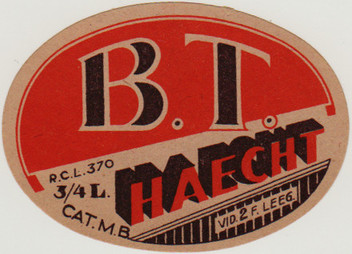 B.T.
R.C.L.370
3/4 L.
HAECHT
CAT.M.B.
VID.2 F. LEEG.